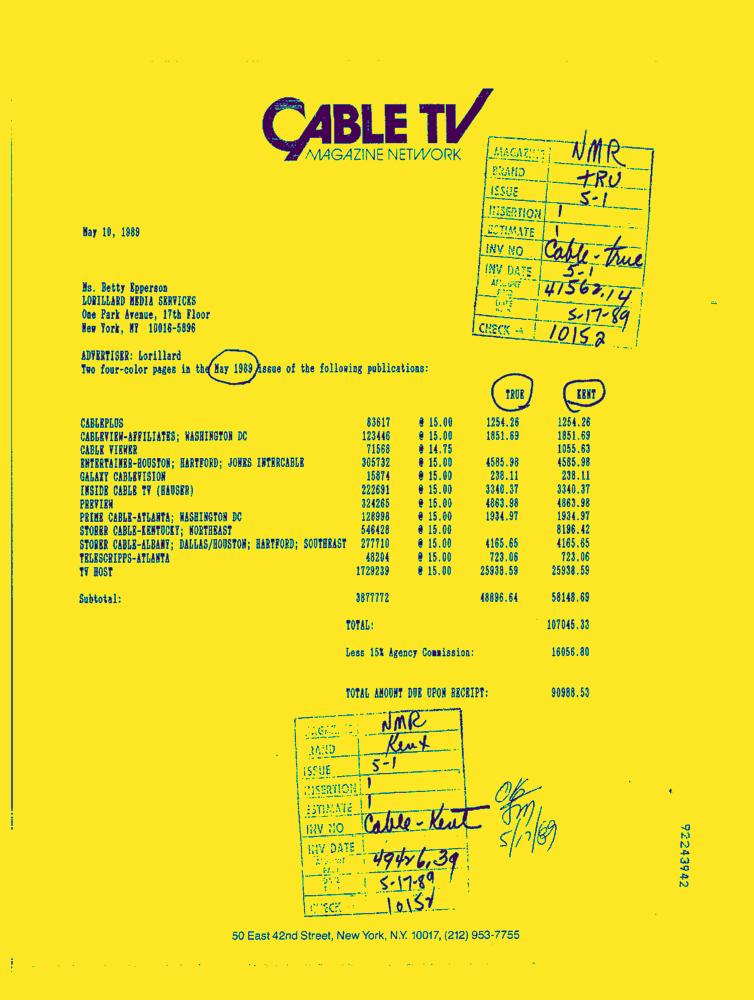 CABLE TV
MAGAZINE NETWORK
MAGAZINE NMR
BRAND TRU
ISSUE 5-1
INSERTION 1
ESTIMATE 1
INV NO Cable-true
INV DATE 5-1
AMOUNT 41562.14
DATE 5-17-89
CHECK 10152
May 10, 1989
Ms. Betty Epperson
LORILLARD MEDIA SERVICES
One Park Avenue, 17th Floor
New York, NY 10016-5896
ADVERTISER: Lorillard
Two four-color pages in the May 1989 issue of the following publications:
TRUE KENT
CABLEPLUS 83617 @ 15.00 1254.26 1254.26
CABLEVIEW-AFFILIATES; WASHINGTON DC 123446 @ 15.00 1851.69 1851.69
CABLE VIEWER 71568 @ 14.75 1055.63
ENTERTAINER-HOUSTON; HARTFORD; JONES INTERCABLE 305732 @ 15.00 4585.98 4585.98
GALAXY CABLEVISION 15874 @ 15.00 238.11 238.11
INSIDE CABLE TV (HAUSER) 222691 @ 15.00 3340.37 3340.37
PREVIEW 324265 @ 15.00 4863.98 4863.98
PRIME CABLE-ATLANTA; WASHINGTON DC 128998 @ 15.00 1934.97 1934.97
STORER CABLE-KENTUCKY; NORTHEAST 546428 @ 15.00 8196.42
STORER CABLE-ALBANY; DALLAS/HOUSTON; HARTFORD; SOUTHEAST 277710 @ 15.00 4165.65 4165.65
TELESCRIPPS-ATLANTA 48204 @ 15.00 723.06 723.06
TV HOST 1729239 @ 15.00 25938.59 25938.59
Subtotal: 3877772 48896.64 58148.69
TOTAL: 107045.33
Less 15% Agency Commission: 16056.80
TOTAL AMOUNT DUE UPON RECEIPT: 90988.53
NMR
BRAND Kent
ISSUE 5-1
INSERTION 1
ESTIMATE 1
INV NO Cable-Kent
INV DATE
49426.39
5-17-89
CHECK 10152
OK
5/17/89
92243942
50 East 42nd Street, New York, N.Y. 10017, (212) 953-7755